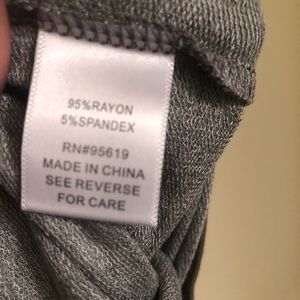 95%RAYON
5%SPANDEX
RN#95619
MADE IN CHINA
SEE REVERSE
FOR CARE